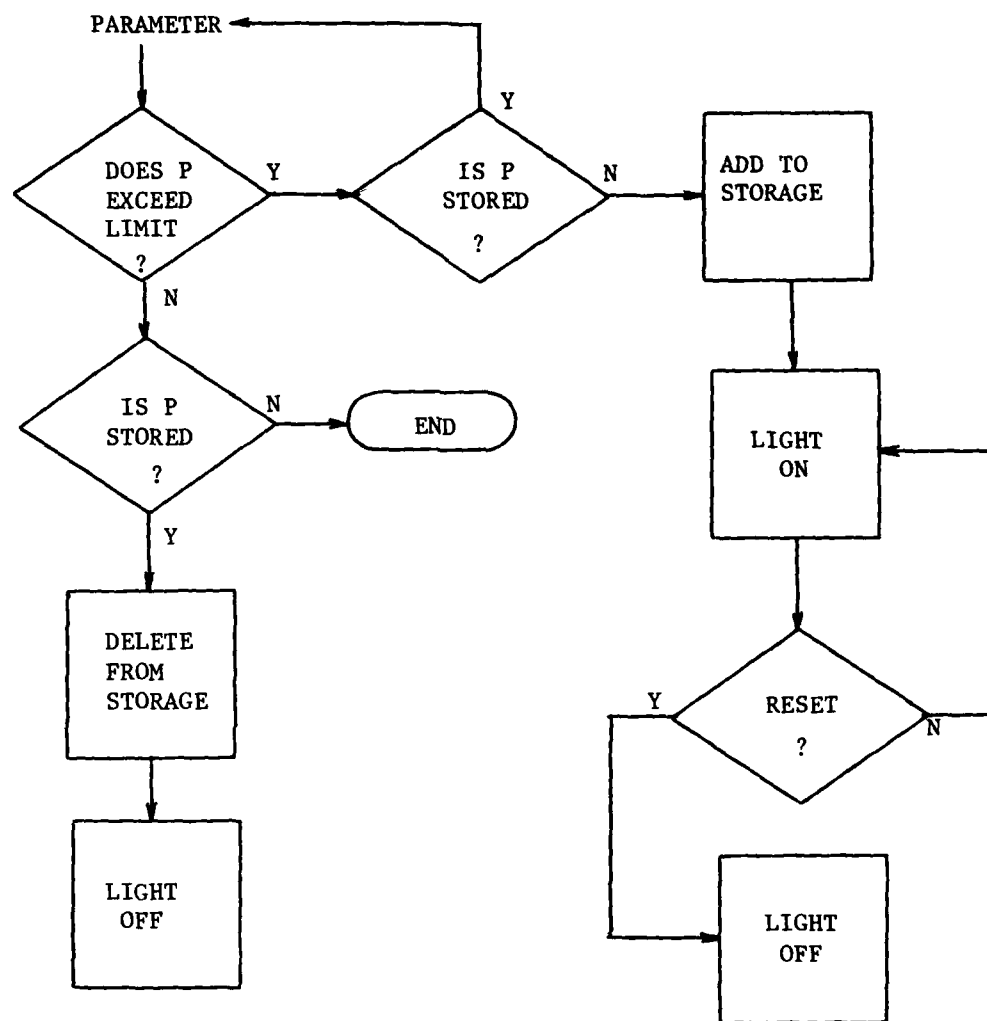 PARAMETER
Y
DOES P
EXCEED
LIMIT
?
Y
IS P
STORED
?
N
ADD TO
STORAGE
N
IS P
STORED
?
N
END
LIGHT
ON
Y
DELETE
FROM
STORAGE
Y
RESET
?
N
LIGHT
OFF
LIGHT
OFF